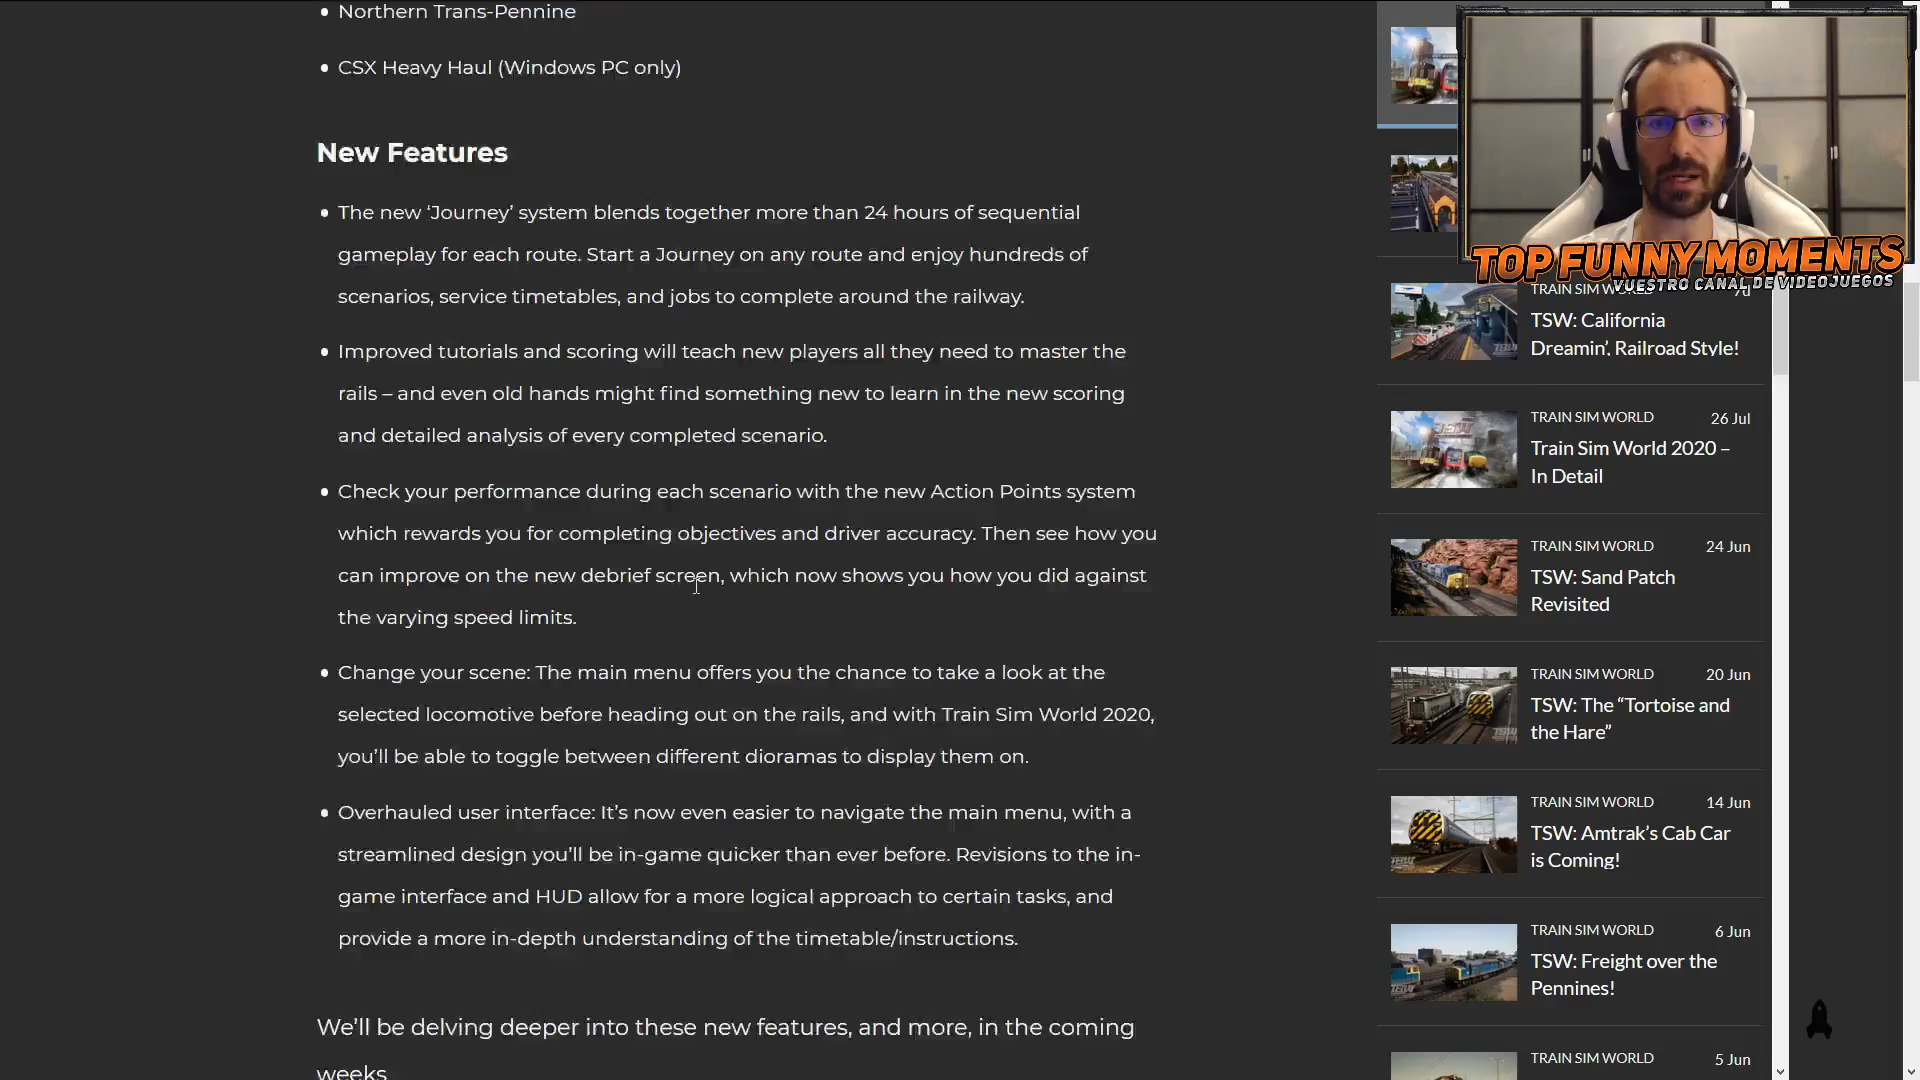 Northern Trans-Pennine
CSX Heavy Haul (Windows PC only)
New Features
The new ‘Journey’ system blends together more than 24 hours of sequential
gameplay for each route. Start a Journey on any route and enjoy hundreds of
scenarios, service timetables, and jobs to complete around the railway.
Improved tutorials and scoring will teach new players all they need to master the
rails – and even old hands might find something new to learn in the new scoring
and detailed analysis of every completed scenario.
Check your performance during each scenario with the new Action Points system
which rewards you for completing objectives and driver accuracy. Then see how you
can improve on the new debrief screen, which now shows you how you did against
the varying speed limits.
Change your scene: The main menu offers you the chance to take a look at the
selected locomotive before heading out on the rails, and with Train Sim World 2020,
you’ll be able to toggle between different dioramas to display them on.
Overhauled user interface: It’s now even easier to navigate the main menu, with a
streamlined design you’ll be in-game quicker than ever before. Revisions to the in-
game interface and HUD allow for a more logical approach to certain tasks, and
provide a more in-depth understanding of the timetable/instructions.
We’ll be delving deeper into these new features, and more, in the coming
weeks
TOP FUNNY MOMENTS
VUESTRO CANAL DE VIDEOJUEGOS
TRAIN SIM
TSW: California
Dreamin’, Railroad Style!
TRAIN SIM WORLD 26 Jul
Train Sim World 2020 –
In Detail
TRAIN SIM WORLD 24 Jun
TSW: Sand Patch
Revisited
TRAIN SIM WORLD 20 Jun
TSW: The “Tortoise and
the Hare”
TRAIN SIM WORLD 14 Jun
TSW: Amtrak’s Cab Car
is Coming!
TRAIN SIM WORLD 6 Jun
TSW: Freight over the
Pennines!
TRAIN SIM WORLD 5 Jun